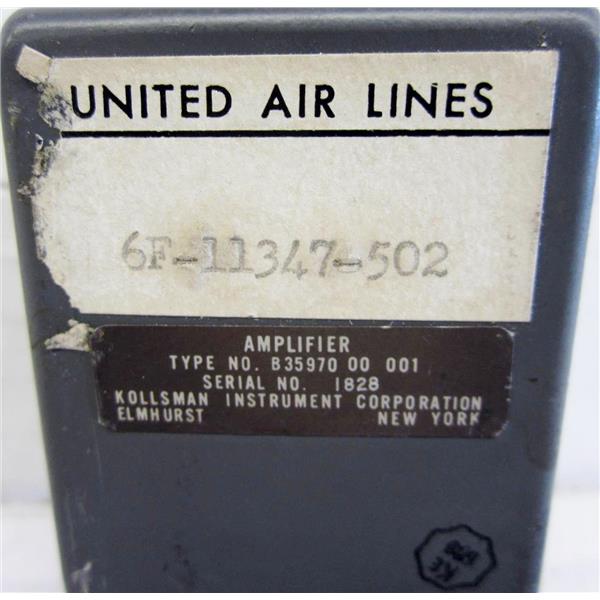 UNITED AIR LINES
6F-11347-502
AMPLIFIER
TYPE NO. B35970 00 001
SERIAL NO. 1828
KOLLSMAN INSTRUMENT CORPORATION
ELMHURST NEW YORK
KE